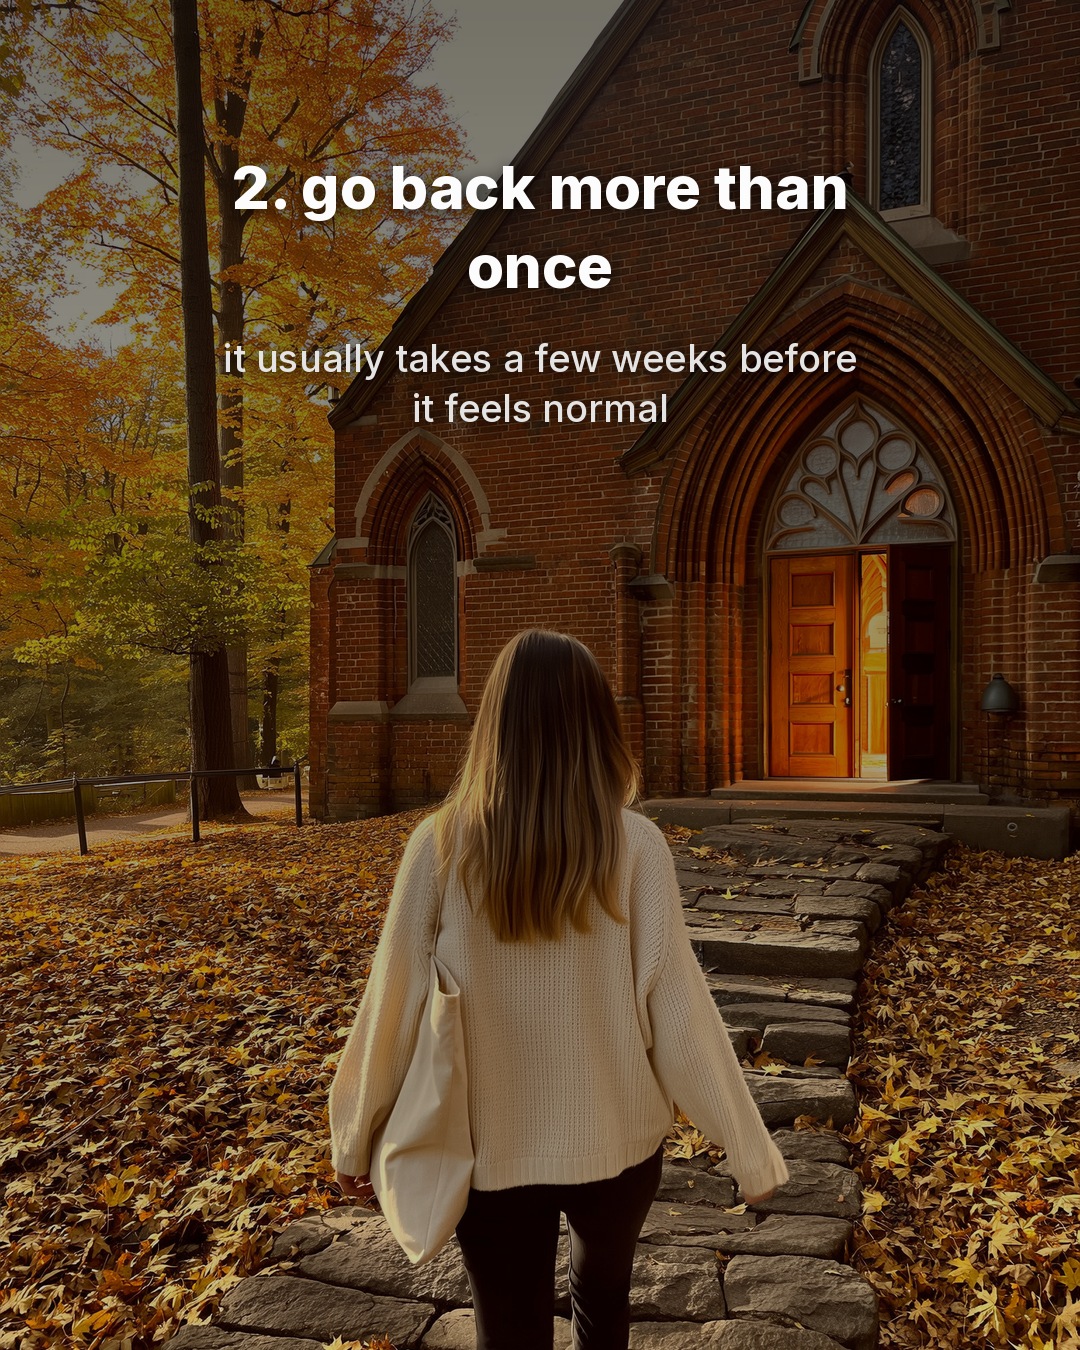 2. go back more than
once
it usually takes a few weeks before
it feels normal